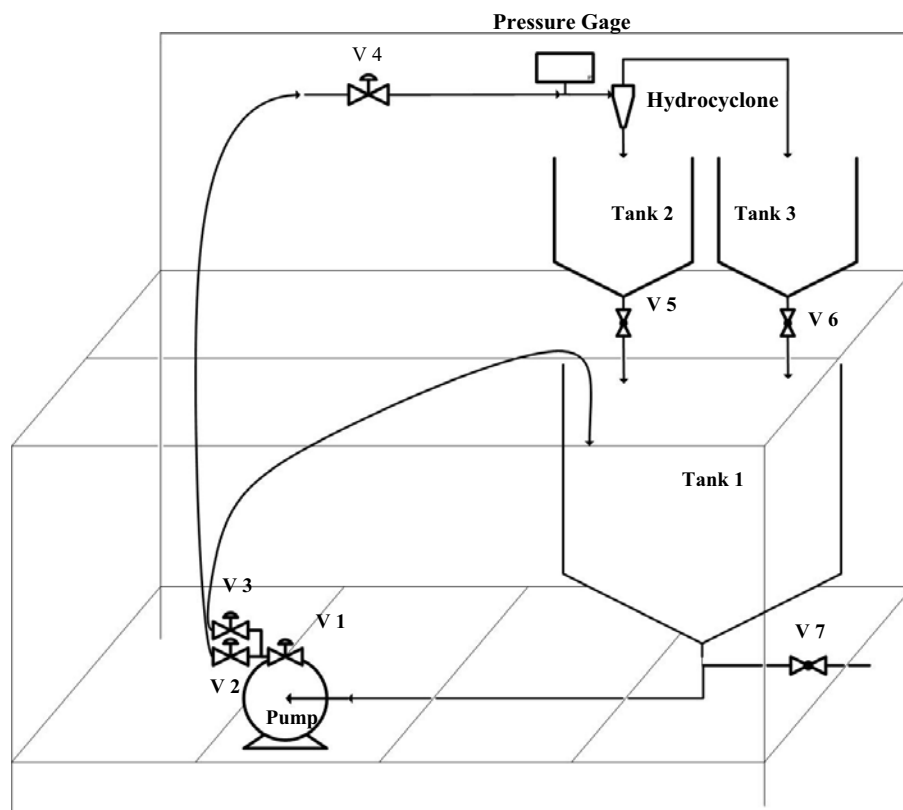 Pressure Gage
V 4
Hydrocyclone
Tank 2
Tank 3
V 5
V 6
Tank 1
V 3
V 1
V 7
V 2
Pump